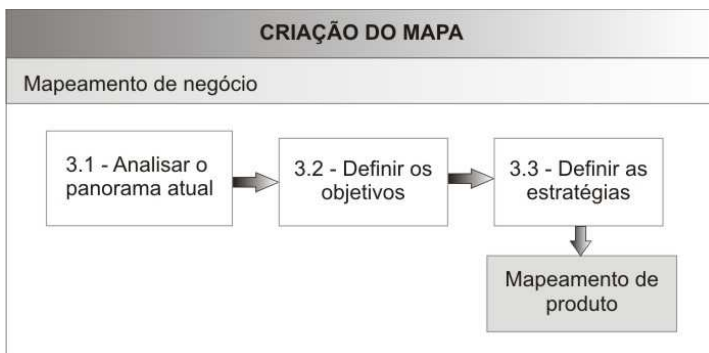 CRIAÇÃO DO MAPA
Mapeamento de negócio
3.1 - Analisar o
panorama atual
3.2 - Definir os
objetivos
3.3 - Definir as
estratégias
Mapeamento de
produto